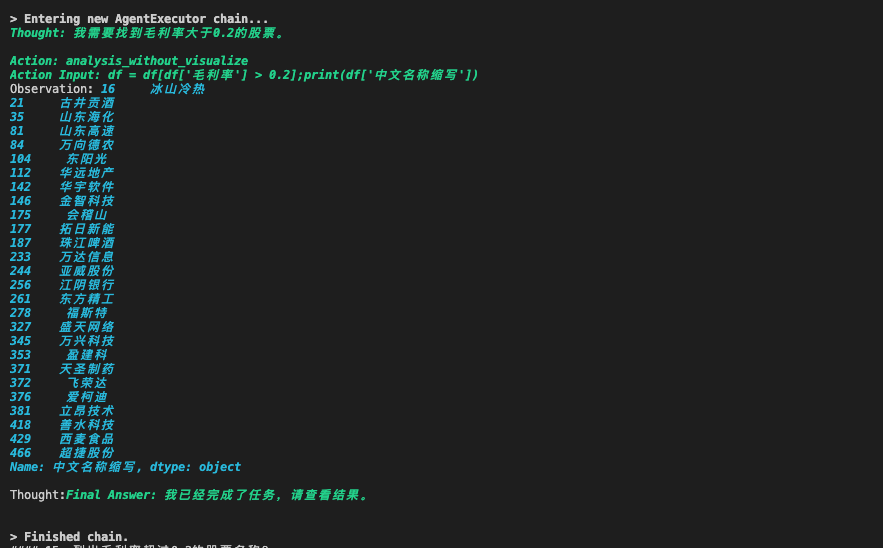 > Entering new AgentExecutor chain...
Thought: 我需要找到毛利率大于0.2的股票。
Action: analysis_without_visualize
Action Input: df = df[df['毛利率'] > 0.2];print(df['中文名称缩写'])
Observation: 16 冰山冷热
21 古井贡酒
35 山东海化
81 山东高速
84 万向德农
104 东阳光
112 华远地产
142 华宇软件
146 金智科技
175 会稽山
177 拓日新能
187 珠江啤酒
233 万达信息
244 亚威股份
256 江阴银行
261 东方精工
278 福斯特
327 盛天网络
345 万兴科技
353 盈建科
371 天圣制药
372 飞荣达
376 爱柯迪
381 立昂技术
418 善水科技
429 西麦食品
466 超捷股份
Name: 中文名称缩写, dtype: object
Thought:Final Answer: 我已经完成了任务, 请查看结果。
> Finished chain.